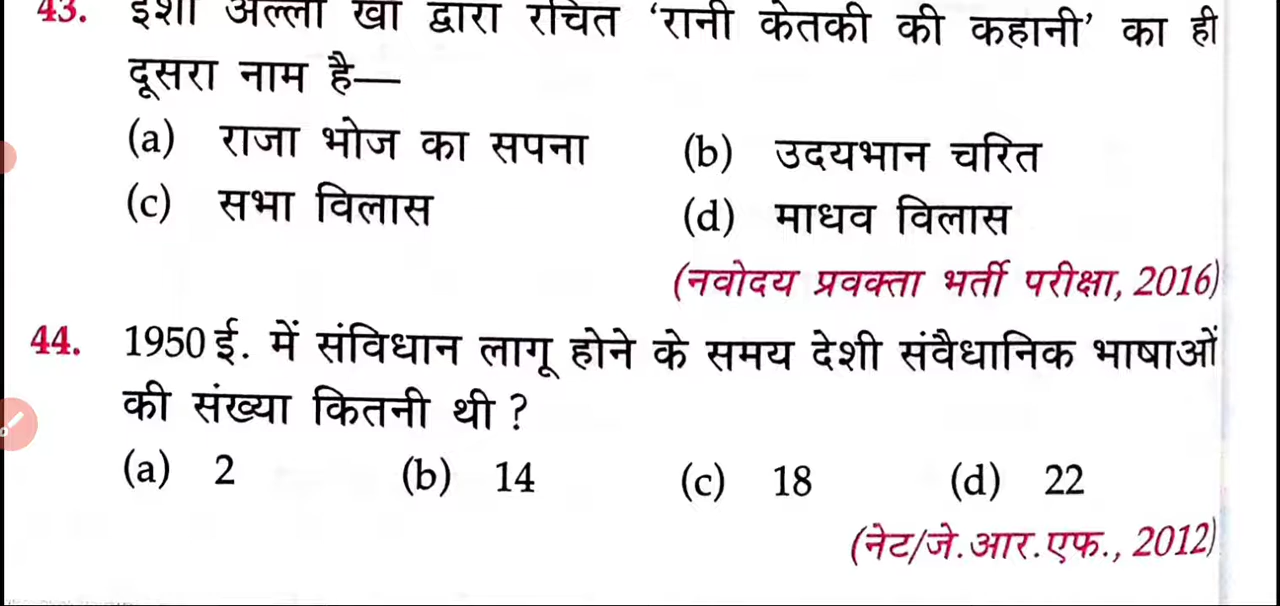 43. इंशा अल्ला खाँ द्वारा रचित ‘रानी केतकी की कहानी’ का ही
दूसरा नाम है—
(a) राजा भोज का सपना (b) उदयभान चरित
(c) सभा विलास (d) माधव विलास
(नवोदय प्रवक्ता भर्ती परीक्षा, 2016)
44. 1950 ई. में संविधान लागू होने के समय देशी संवैधानिक भाषाओं
की संख्या कितनी थी ?
(a) 2 (b) 14 (c) 18 (d) 22
(नेट/जे.आर.एफ., 2012)